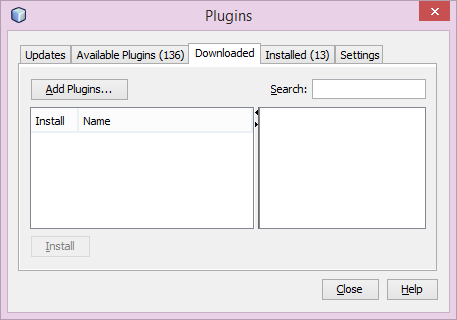 Plugins
Updates Available Plugins (136) Downloaded Installed (13) Settings
Add Plugins... Search:
Install Name
Install
Close Help